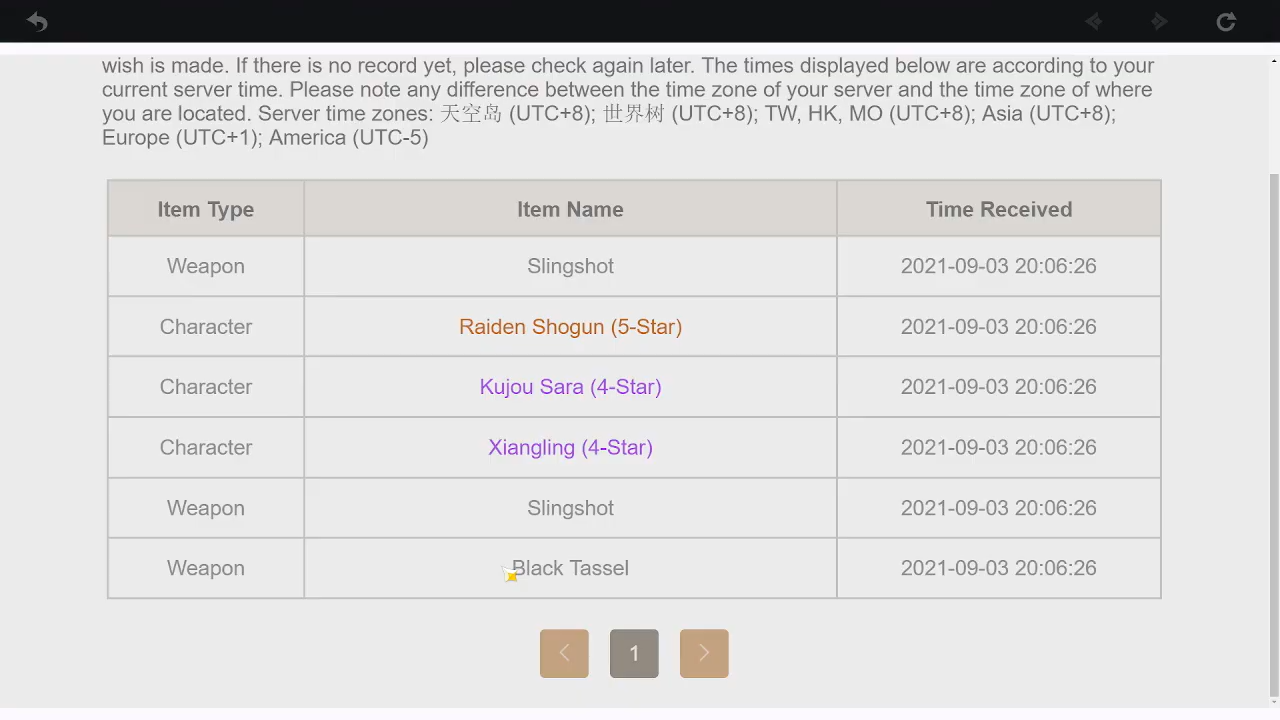 wish is made. If there is no record yet, please check again later. The times displayed below are according to your
current server time. Please note any difference between the time zone of your server and the time zone of where
you are located. Server time zones: 天空岛 (UTC+8); 世界树 (UTC+8); TW, HK, MO (UTC+8); Asia (UTC+8);
Europe (UTC+1); America (UTC-5)
Item Type Item Name Time Received
Weapon Slingshot 2021-09-03 20:06:26
Character Raiden Shogun (5-Star) 2021-09-03 20:06:26
Character Kujou Sara (4-Star) 2021-09-03 20:06:26
Character Xiangling (4-Star) 2021-09-03 20:06:26
Weapon Slingshot 2021-09-03 20:06:26
Weapon Black Tassel 2021-09-03 20:06:26
1